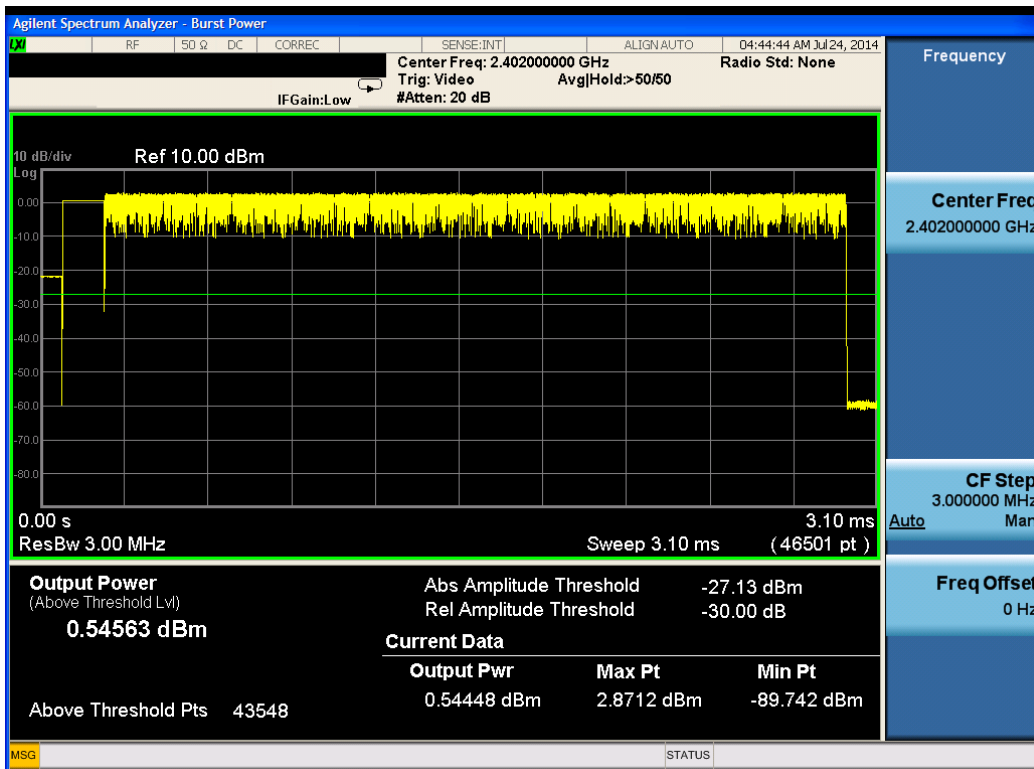 Agilent Spectrum Analyzer - Burst Power
LXI RF 50 Ω DC CORREC SENSE:INT ALIGN AUTO 04:44:44 AM Jul 24, 2014
Center Freq: 2.402000000 GHz Radio Std: None
Trig: Video Avg|Hold:>50/50
IFGain:Low #Atten: 20 dB
10 dB/div Ref 10.00 dBm
Log
0.00
-10.0
-20.0
-30.0
-40.0
-50.0
-60.0
-70.0
-80.0
0.00 s 3.10 ms
ResBw 3.00 MHz Sweep 3.10 ms (46501 pt )
Output Power
(Above Threshold Lvl)
0.54563 dBm
Above Threshold Pts 43548
Abs Amplitude Threshold -27.13 dBm
Rel Amplitude Threshold -30.00 dB
Current Data
Output Pwr Max Pt Min Pt
0.54448 dBm 2.8712 dBm -89.742 dBm
Frequency
Center Freq
2.402000000 GHz
CF Step
3.000000 MHz
Auto Man
Freq Offset
0 Hz
MSG STATUS